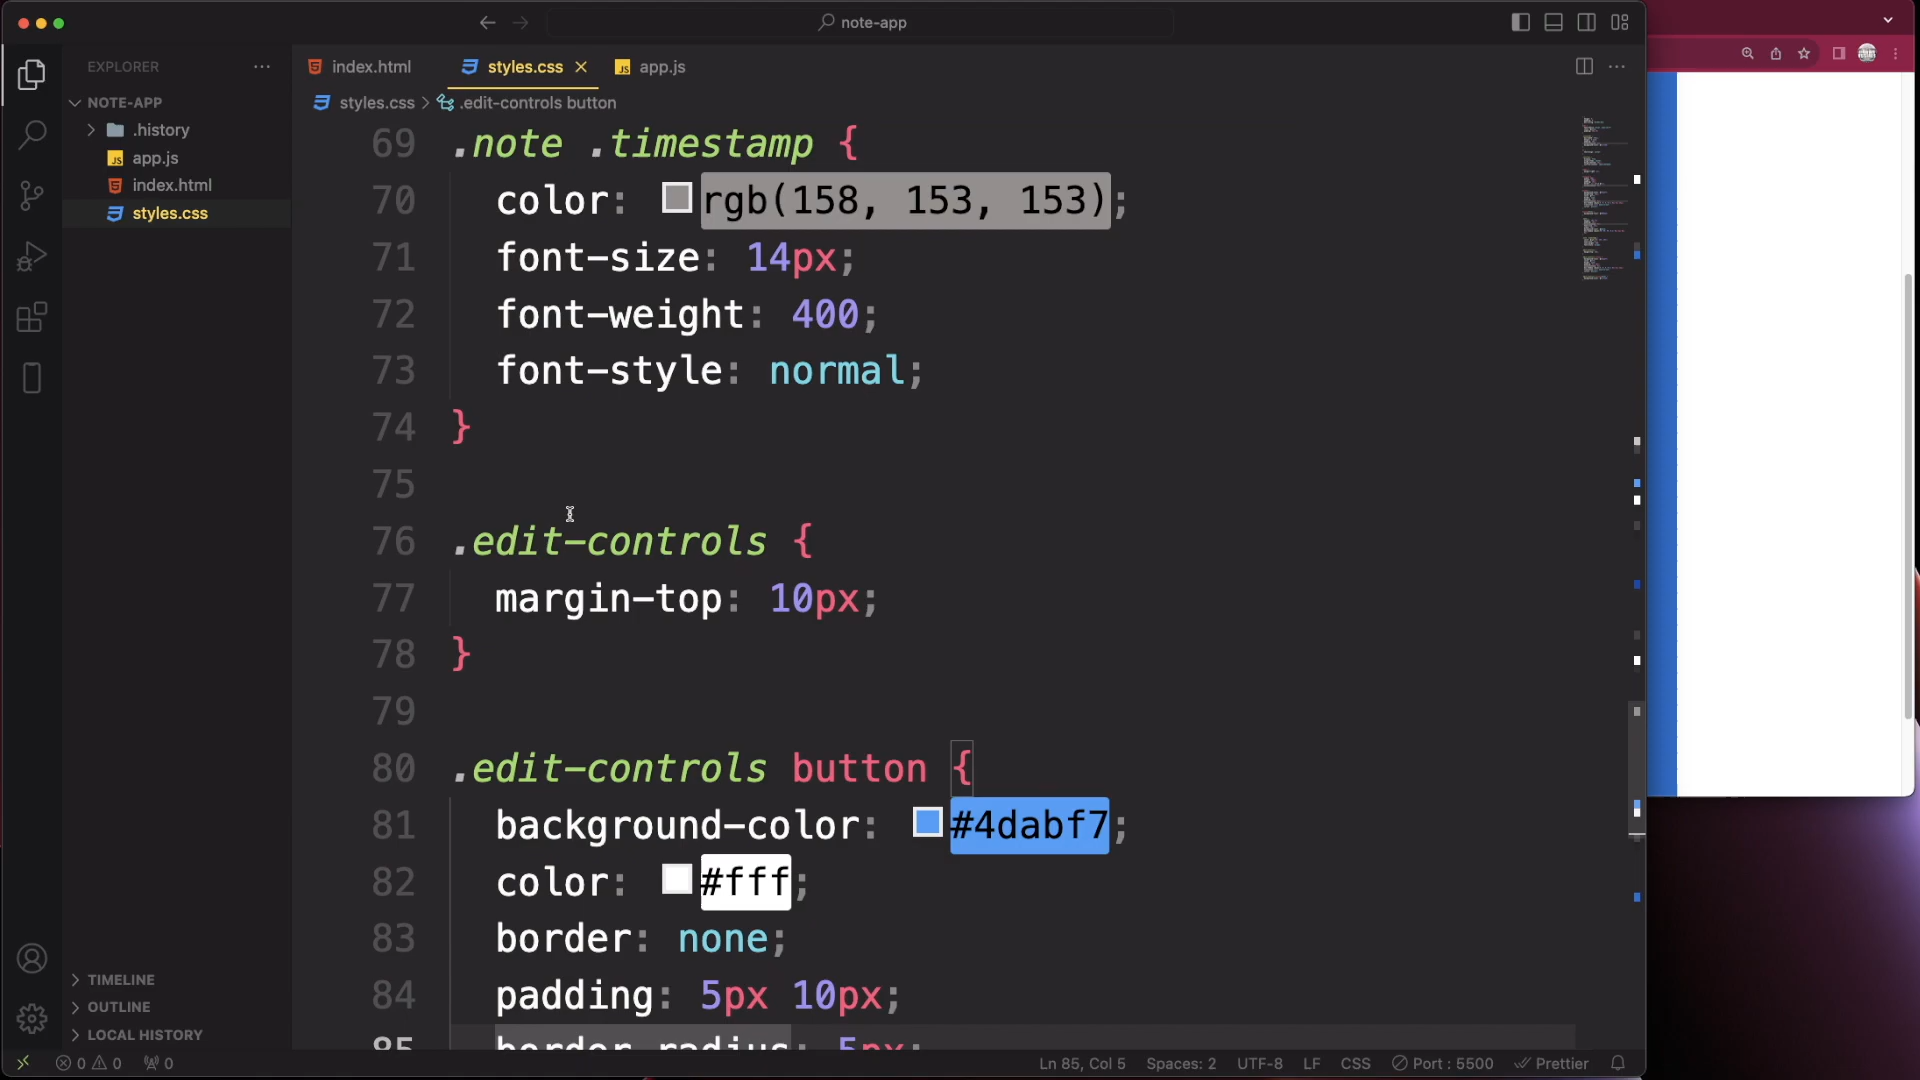 note-app
EXPLORER
NOTE-APP
.history
app.js
index.html
styles.css
TIMELINE
OUTLINE
LOCAL HISTORY
index.html
styles.css
app.js
styles.css > .edit-controls button
69 .note .timestamp {
70 color: rgb(158, 153, 153);
71 font-size: 14px;
72 font-weight: 400;
73 font-style: normal;
74 }
75
76 .edit-controls {
77 margin-top: 10px;
78 }
79
80 .edit-controls button {
81 background-color: #4dabf7;
82 color: #fff;
83 border: none;
84 padding: 5px 10px;
85 border-radius: 5px;
0 0 0 Ln 85, Col 5 Spaces: 2 UTF-8 LF CSS Port : 5500 Prettier